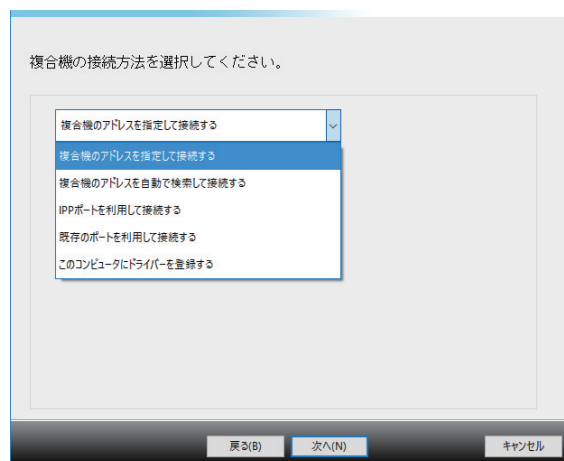 複合機の接続方法を選択してください。
複合機のアドレスを指定して接続する
複合機のアドレスを指定して接続する
複合機のアドレスを自動で検索して接続する
IPPポートを利用して接続する
既存のポートを利用して接続する
このコンピュータにドライバーを登録する
戻る(B)
次へ(N)
キャンセル